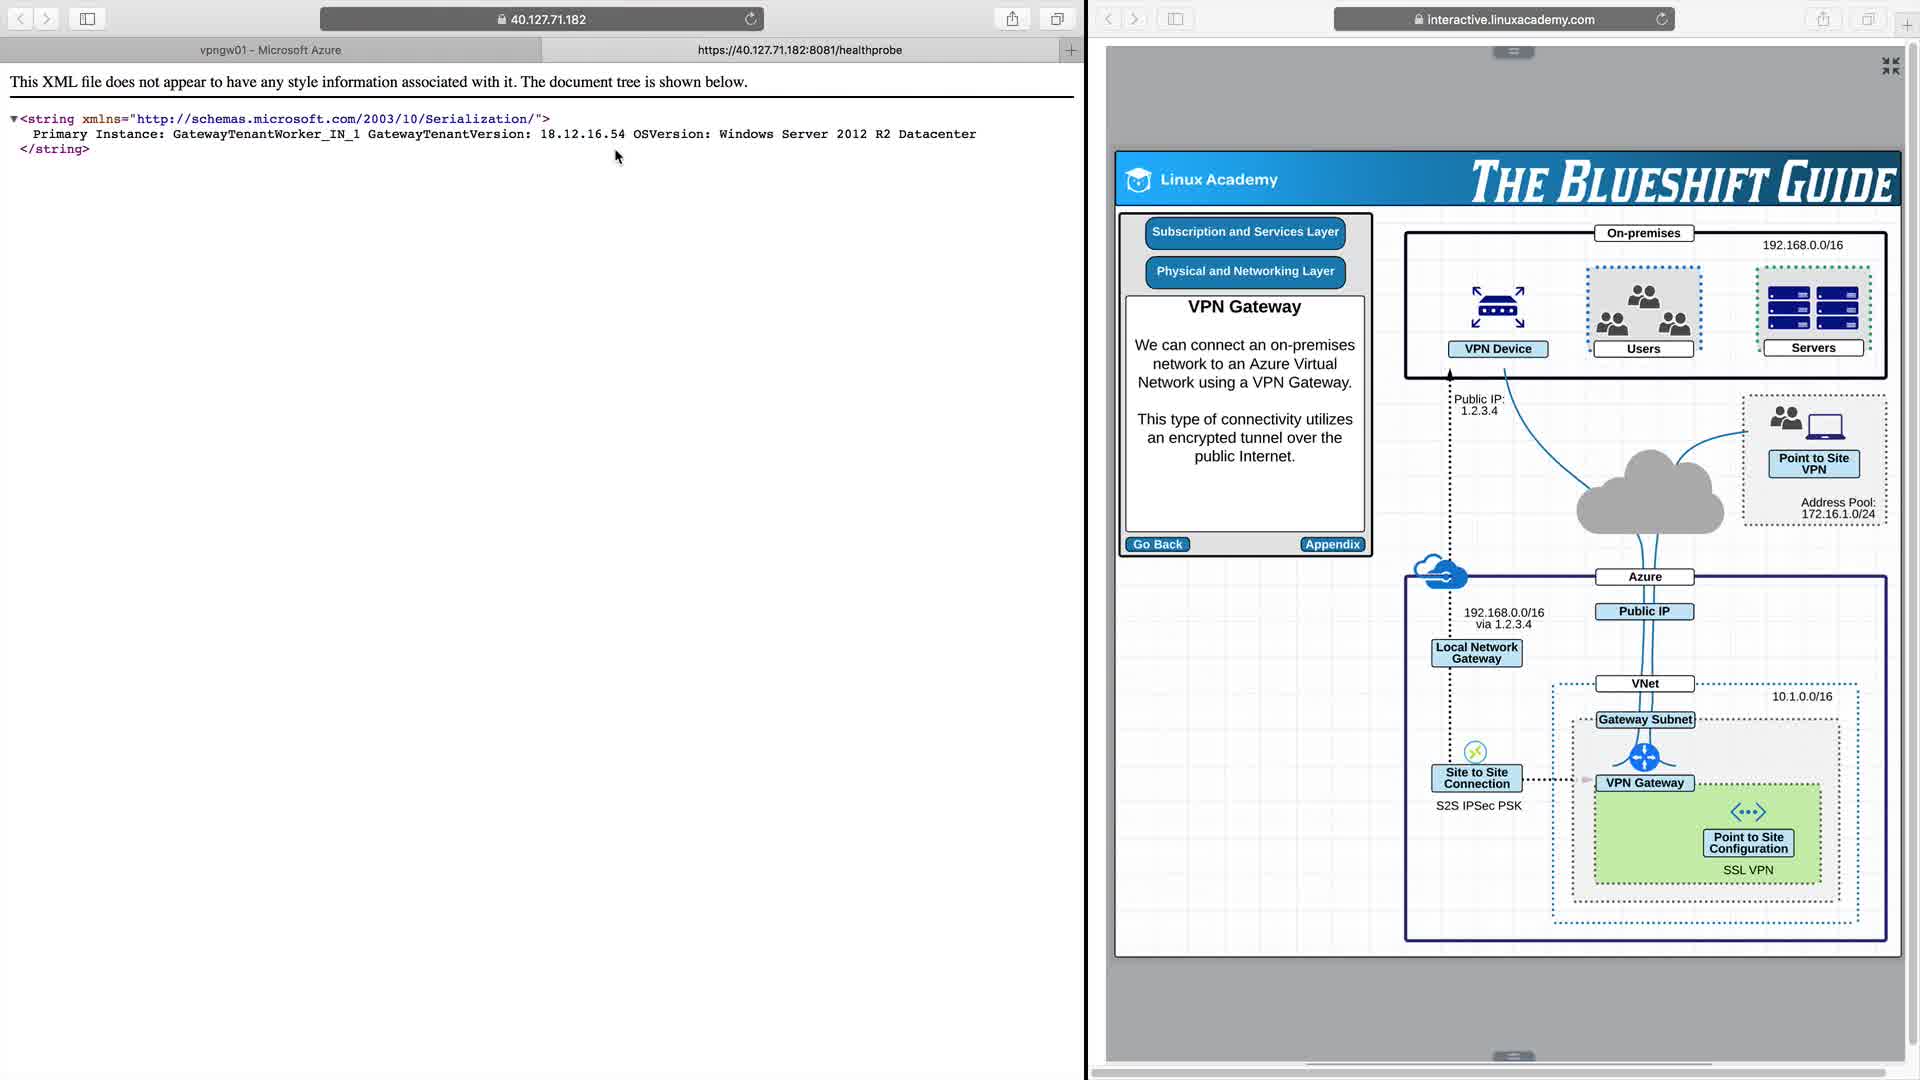 40.127.71.182
vpngw01 - Microsoft Azure
https://40.127.71.182:8081/healthprobe
This XML file does not appear to have any style information associated with it. The document tree is shown below.
<string xmlns="http://schemas.microsoft.com/2003/10/Serialization/">
Primary Instance: GatewayTenantWorker_IN_1 GatewayTenantVersion: 18.12.16.54 OSVersion: Windows Server 2012 R2 Datacenter
</string>
interactive.linuxacademy.com
Linux Academy
THE BLUESHIFT GUIDE
Subscription and Services Layer
Physical and Networking Layer
VPN Gateway
We can connect an on-premises
network to an Azure Virtual
Network using a VPN Gateway.
This type of connectivity utilizes
an encrypted tunnel over the
public Internet.
Go Back
Appendix
On-premises
192.168.0.0/16
VPN Device
Users
Servers
Public IP:
1.2.3.4
Point to Site
VPN
Address Pool:
172.16.1.0/24
Azure
Public IP
192.168.0.0/16
via 1.2.3.4
Local Network
Gateway
VNet
10.1.0.0/16
Gateway Subnet
Site to Site
Connection
S2S IPSec PSK
VPN Gateway
Point to Site
Configuration
SSL VPN